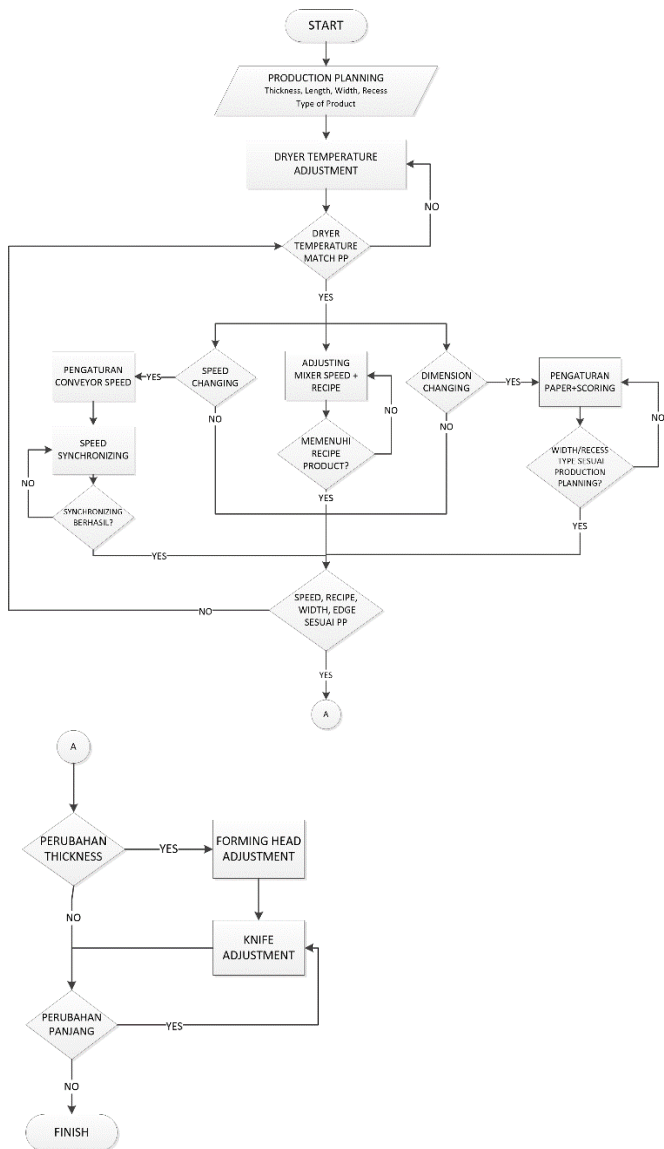 START
PRODUCTION PLANNING
Thickness, Length, Width, Recess
Type of Product
DRYER TEMPERATURE
ADJUSTMENT
NO
DRYER
TEMPERATURE
MATCH PP
YES
PENGATURAN
CONVEYOR SPEED
YES
SPEED
CHANGING
ADJUSTING
MIXER SPEED +
RECIPE
DIMENSION
CHANGING
YES
PENGATURAN
PAPER+SCORING
NO
NO
NO
NO
SPEED
SYNCHRONIZING
MEMENUHI
RECIPE
PRODUCT?
WIDTH/RECESS
TYPE SESUAI
PRODUCTION
PLANNING?
NO
SYNCHRONIZING
BERHASIL?
YES
YES
YES
SPEED, RECIPE,
WIDTH, EDGE
SESUAI PP
NO
YES
A
A
PERUBAHAN
THICKNESS
YES
FORMING HEAD
ADJUSTMENT
NO
KNIFE
ADJUSTMENT
PERUBAHAN
PANJANG
YES
NO
FINISH